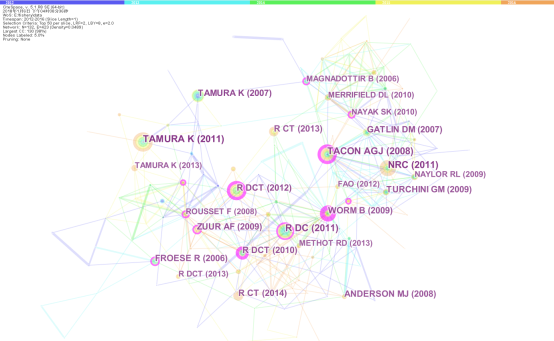 Pruning: None
MAGNADOTTIR B (2006)
TAMURA K (2007)
MERRIFIELD DL (2010)
NAYAK SK (2010)
R CT (2013)
GATLIN DM (2007)
TAMURA K (2011)
TACON AGJ (2008)
TAMURA K (2013)
NRC (2011)
NAYLOR RL (2009)
R DCT (2012)
FAO (2012)
TURCHINI GM (2009)
ROUSSET F (2008)
WORM B (2009)
ZUUR AF (2009)
R DC (2011)
METHOT RD (2013)
R DCT (2010)
FROESE R (2006)
R DCT (2013)
R CT (2014)
ANDERSON MJ (2008)